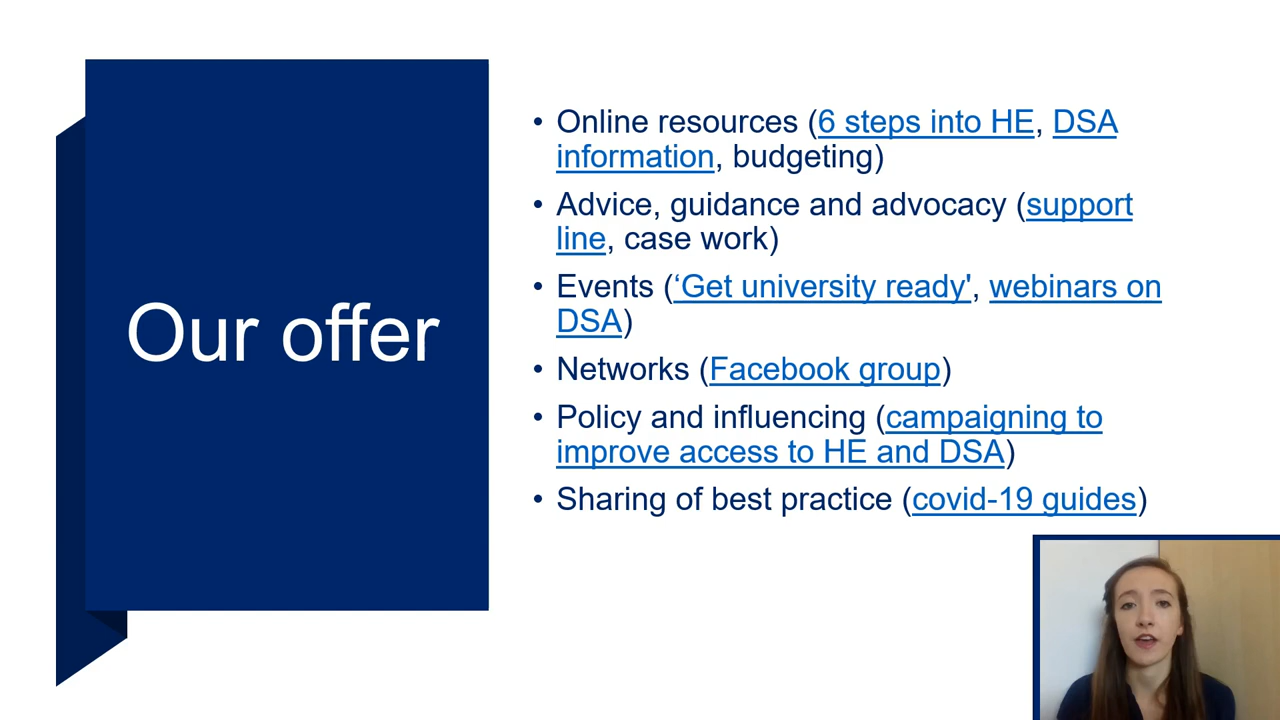 Our offer
• Online resources (6 steps into HE, DSA
information, budgeting)
• Advice, guidance and advocacy (support
line, case work)
• Events (‘Get university ready', webinars on
DSA)
• Networks (Facebook group)
• Policy and influencing (campaigning to
improve access to HE and DSA)
• Sharing of best practice (covid-19 guides)